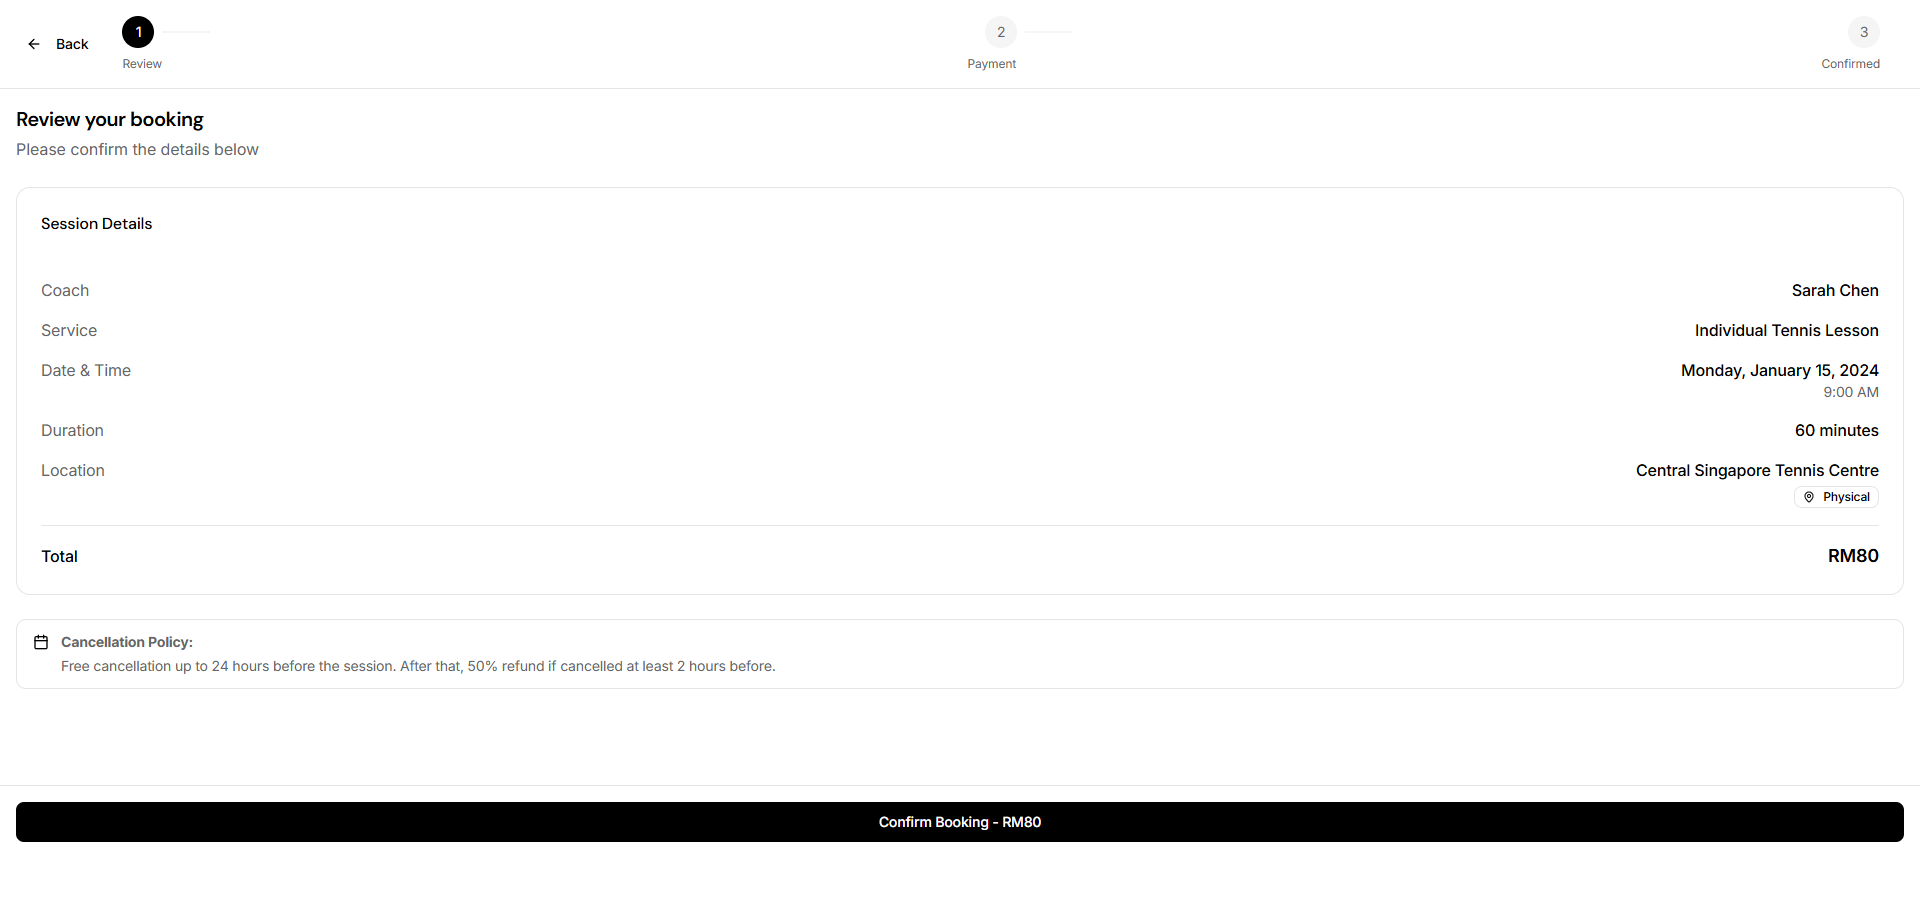 Back
1
Review
2
Payment
3
Confirmed
Review your booking
Please confirm the details below
Session Details
Coach
Sarah Chen
Service
Individual Tennis Lesson
Date & Time
Monday, January 15, 2024
9:00 AM
Duration
60 minutes
Location
Central Singapore Tennis Centre
Physical
Total
RM80
Cancellation Policy:
Free cancellation up to 24 hours before the session. After that, 50% refund if cancelled at least 2 hours before.
Confirm Booking - RM80